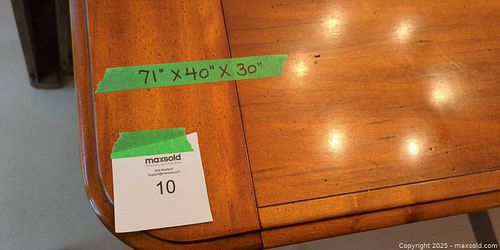 71" X 40" X 30"
maxsold
10
Copyright 2025 - maxsold.com